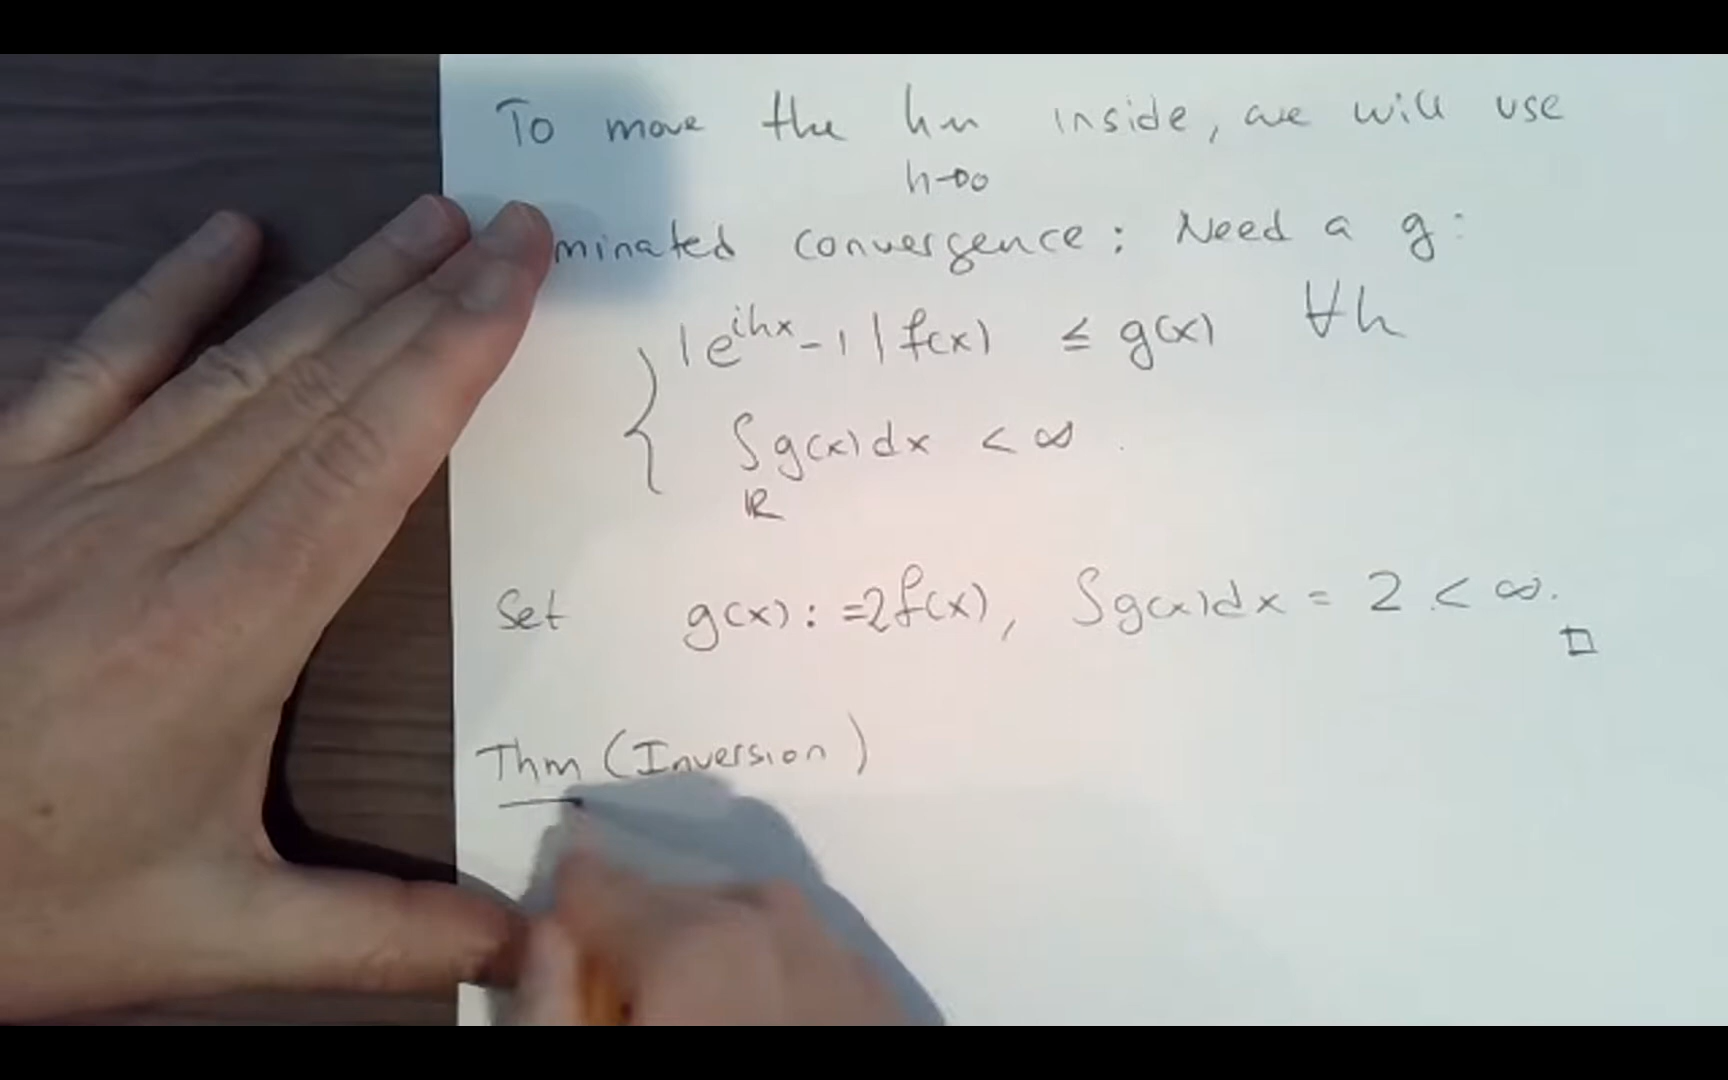 To move the lim inside, we will use
h→∞
minated convergence : Need a g :
|e^{ihx} - 1| f(x) ≤ g(x) ∀h
∫g(x)dx < ∞ .
ℝ
Set g(x) := 2f(x), ∫g(x)dx = 2 < ∞.
□
Thm (Inversion)